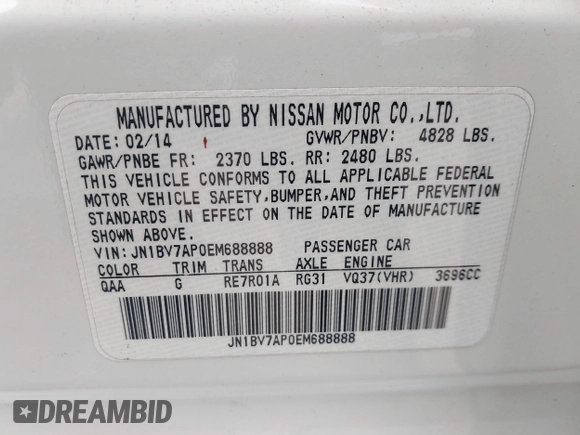 MANUFACTURED BY NISSAN MOTOR CO.,LTD.
DATE: 02/14 GVWR/PNBV: 4828 LBS.
GAWR/PNBE FR: 2370 LBS. RR: 2480 LBS.
THIS VEHICLE CONFORMS TO ALL APPLICABLE FEDERAL
MOTOR VEHICLE SAFETY,BUMPER,AND THEFT PREVENTION
STANDARDS IN EFFECT ON THE DATE OF MANUFACTURE
SHOWN ABOVE.
VIN: JN1BV7AP0EM688888 PASSENGER CAR
COLOR TRIM TRANS AXLE ENGINE
QAA G RE7R01A RG31 VQ37(VHR) 3696CC
JN1BV7AP0EM688888
DREAMBID